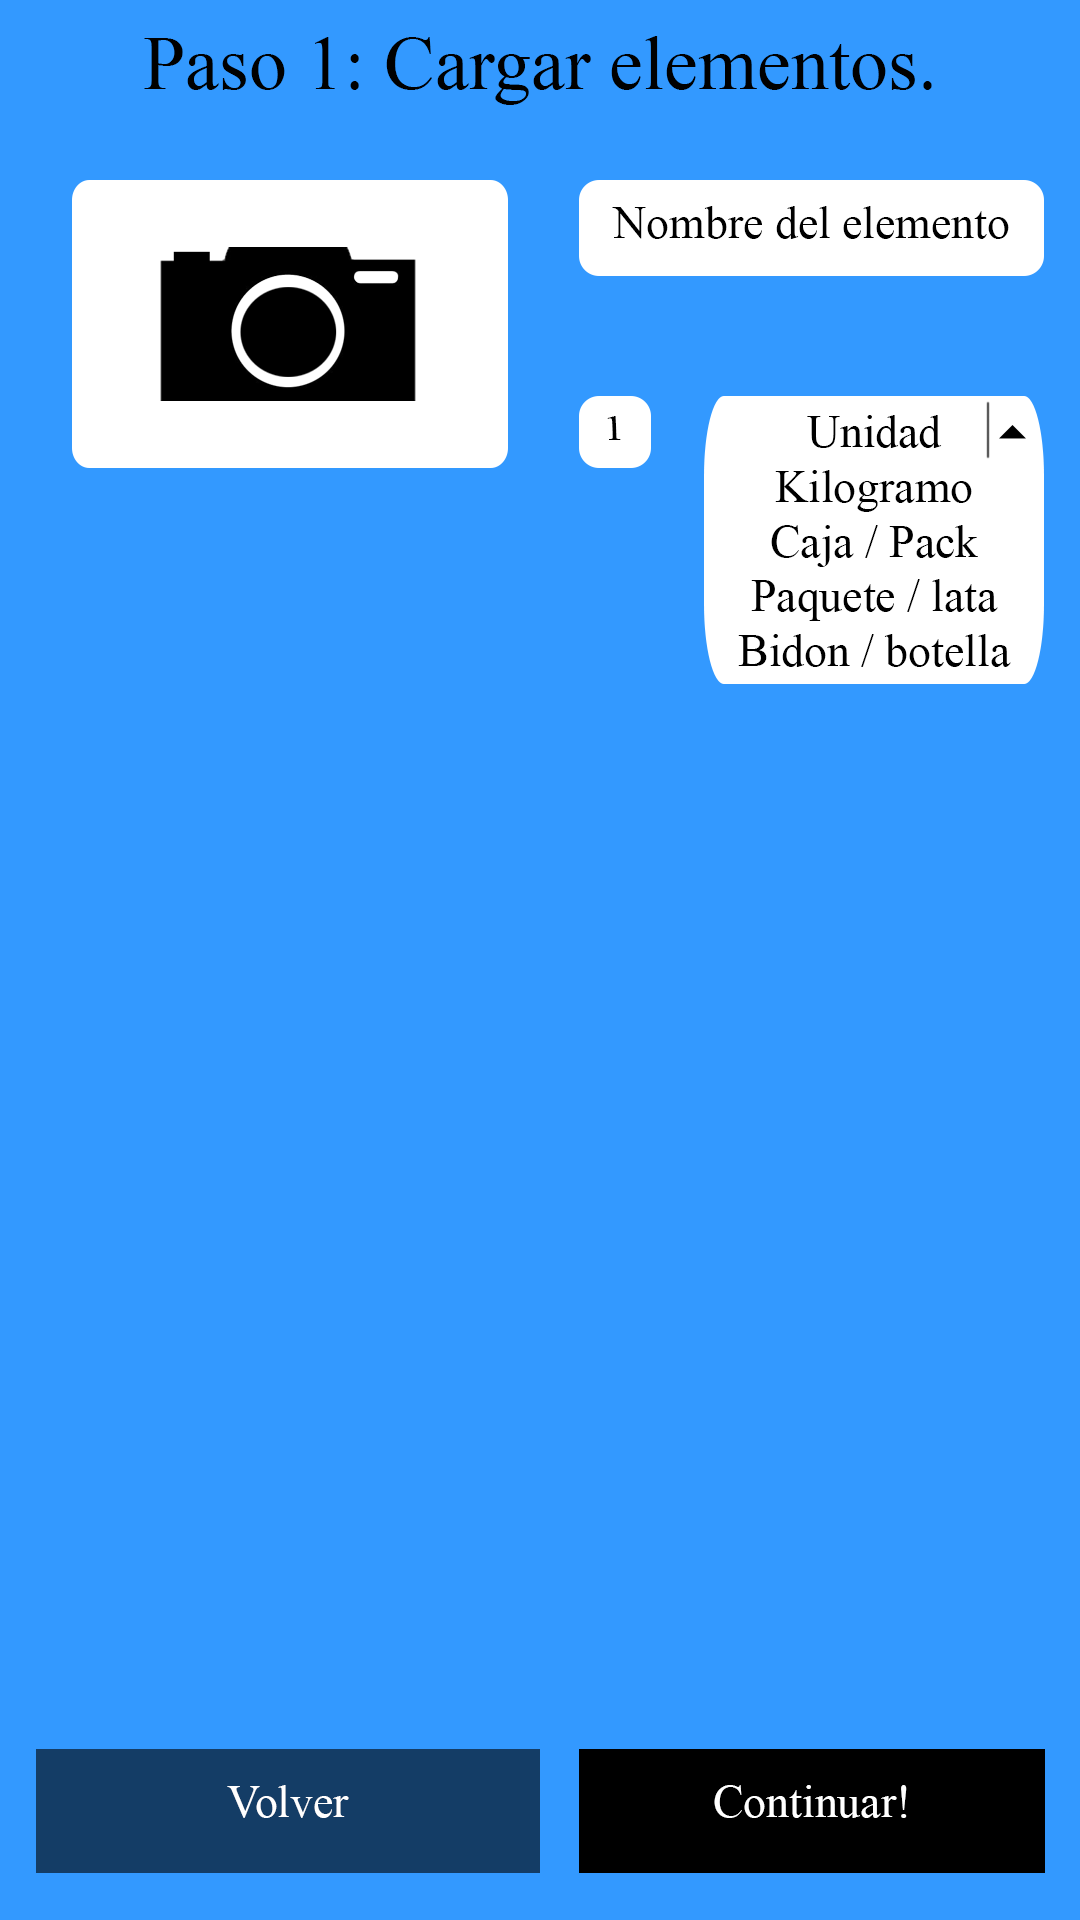 Paso 1: Cargar elementos.
Nombre del elemento
1
Unidad
Kilogramo
Caja / Pack
Paquete / lata
Bidon / botella
Volver
Continuar!